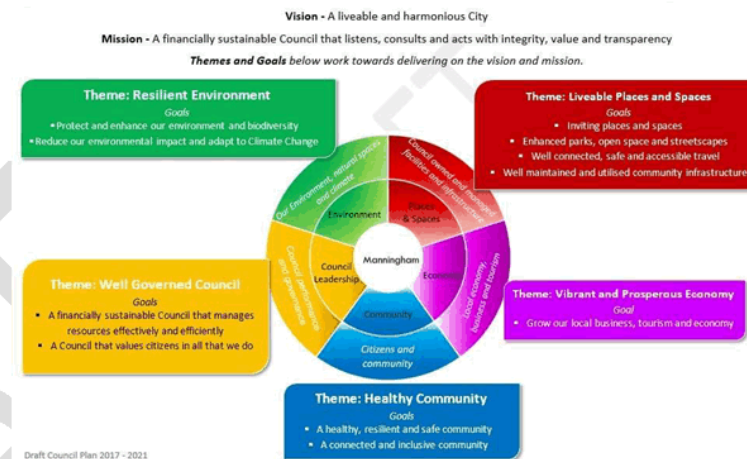 Vision - A liveable and harmonious City
Mission - A financially sustainable Council that listens, consults and acts with integrity, value and transparency
Themes and Goals below work towards delivering on the vision and mission.
Theme: Resilient Environment
Goals
• Protect and enhance our environment and biodiversity
• Reduce our environmental impact and adapt to Climate Change
Theme: Liveable Places and Spaces
Goals
• Inviting places and spaces
• Enhanced parks, open space and streetscapes
• Well connected, safe and accessible travel
• Well maintained and utilised community infrastructure
Our Environment, natural spaces
and climate
Council owned and managed
facilities and infrastructure
Environment
Places
& Spaces
Manningham
Council
Leadership
Economy
Community
Council performance
and governance
Local economy,
business and tourism
Citizens and
community
Theme: Well Governed Council
Goals
• A financially sustainable Council that manages
resources effectively and efficiently
• A Council that values citizens in all that we do
Theme: Vibrant and Prosperous Economy
Goal
• Grow our local business, tourism and economy
Theme: Healthy Community
Goals
• A healthy, resilient and safe community
• A connected and inclusive community
Draft Council Plan 2017 - 2021